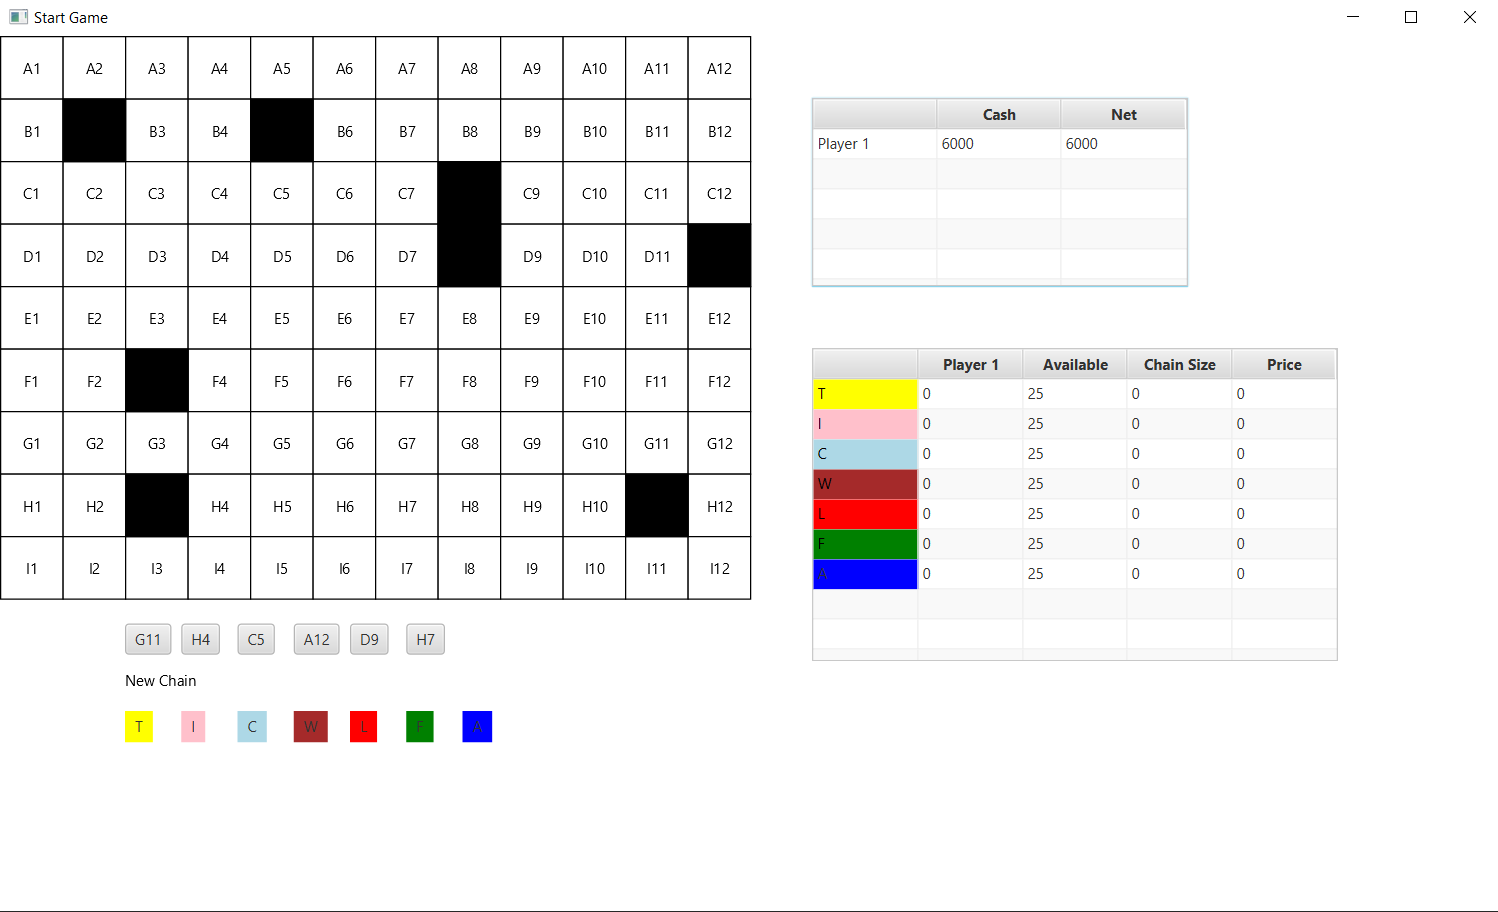 Start Game
A1 A2 A3 A4 A5 A6 A7 A8 A9 A10 A11 A12
B1 B3 B4 B6 B7 B8 B9 B10 B11 B12
C1 C2 C3 C4 C5 C6 C7 C9 C10 C11 C12
D1 D2 D3 D4 D5 D6 D7 D9 D10 D11
E1 E2 E3 E4 E5 E6 E7 E8 E9 E10 E11 E12
F1 F2 F4 F5 F6 F7 F8 F9 F10 F11 F12
G1 G2 G3 G4 G5 G6 G7 G8 G9 G10 G11 G12
H1 H2 H4 H5 H6 H7 H8 H9 H10 H12
I1 I2 I3 I4 I5 I6 I7 I8 I9 I10 I11 I12
G11 H4 C5 A12 D9 H7
New Chain
T I C W L F A
Cash Net
Player 1 6000 6000
Player 1 Available Chain Size Price
T 0 25 0 0
I 0 25 0 0
C 0 25 0 0
W 0 25 0 0
L 0 25 0 0
F 0 25 0 0
A 0 25 0 0